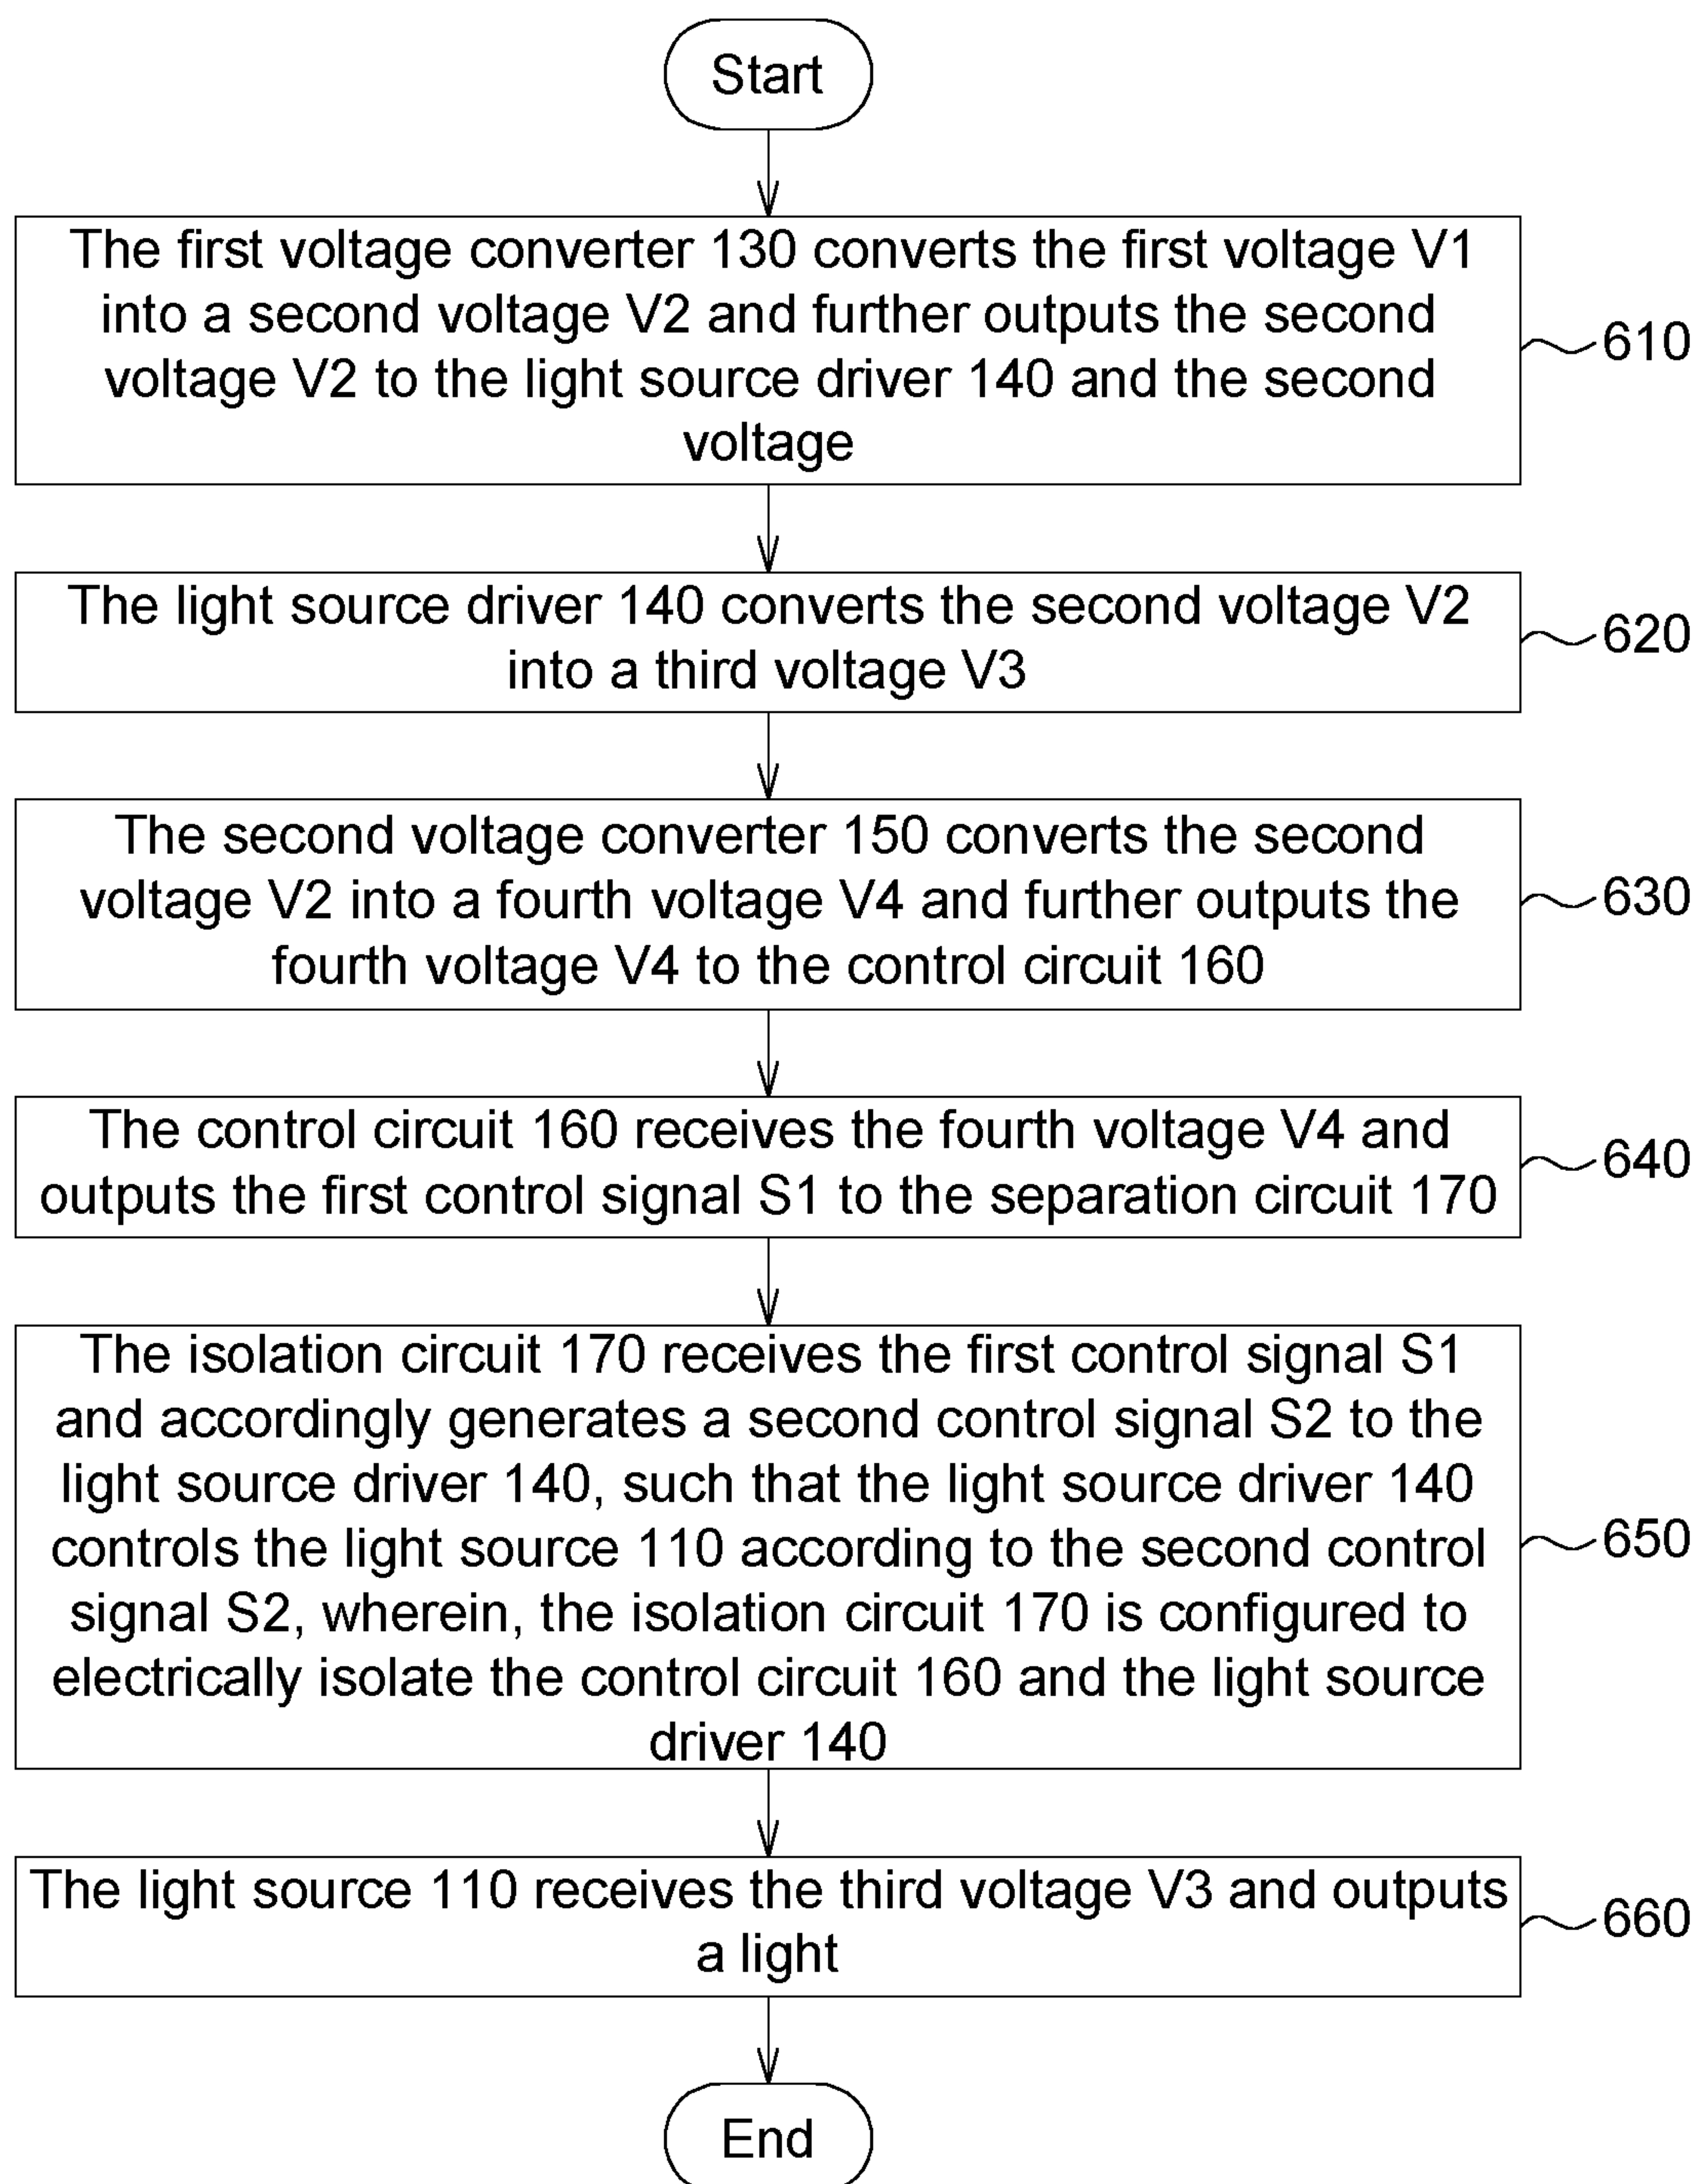 Start
The first voltage converter 130 converts the first voltage V1
into a second voltage V2 and further outputs the second
voltage V2 to the light source driver 140 and the second
voltage
610
The light source driver 140 converts the second voltage V2
into a third voltage V3
620
The second voltage converter 150 converts the second
voltage V2 into a fourth voltage V4 and further outputs the
fourth voltage V4 to the control circuit 160
630
The control circuit 160 receives the fourth voltage V4 and
outputs the first control signal S1 to the separation circuit 170
640
The isolation circuit 170 receives the first control signal S1
and accordingly generates a second control signal S2 to the
light source driver 140, such that the light source driver 140
controls the light source 110 according to the second control
signal S2, wherein, the isolation circuit 170 is configured to
electrically isolate the control circuit 160 and the light source
driver 140
650
The light source 110 receives the third voltage V3 and outputs
a light
660
End